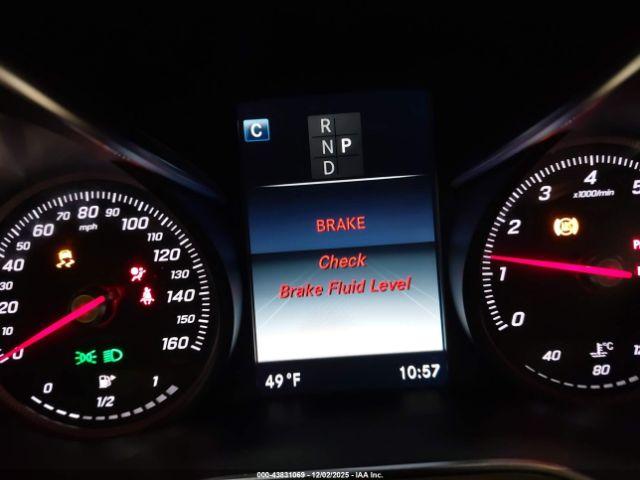 C
R
N P
D
BRAKE
Check
Brake Fluid Level
49°F 10:57
0 10 20 30 40 60 70 80 90 100 110 120 130 140 150 160
mph
0 1/2 1
0 1 2 3 4 5
x1000/min
°C
40 80
000-43831069 - 12/02/2025 - IAA Inc.